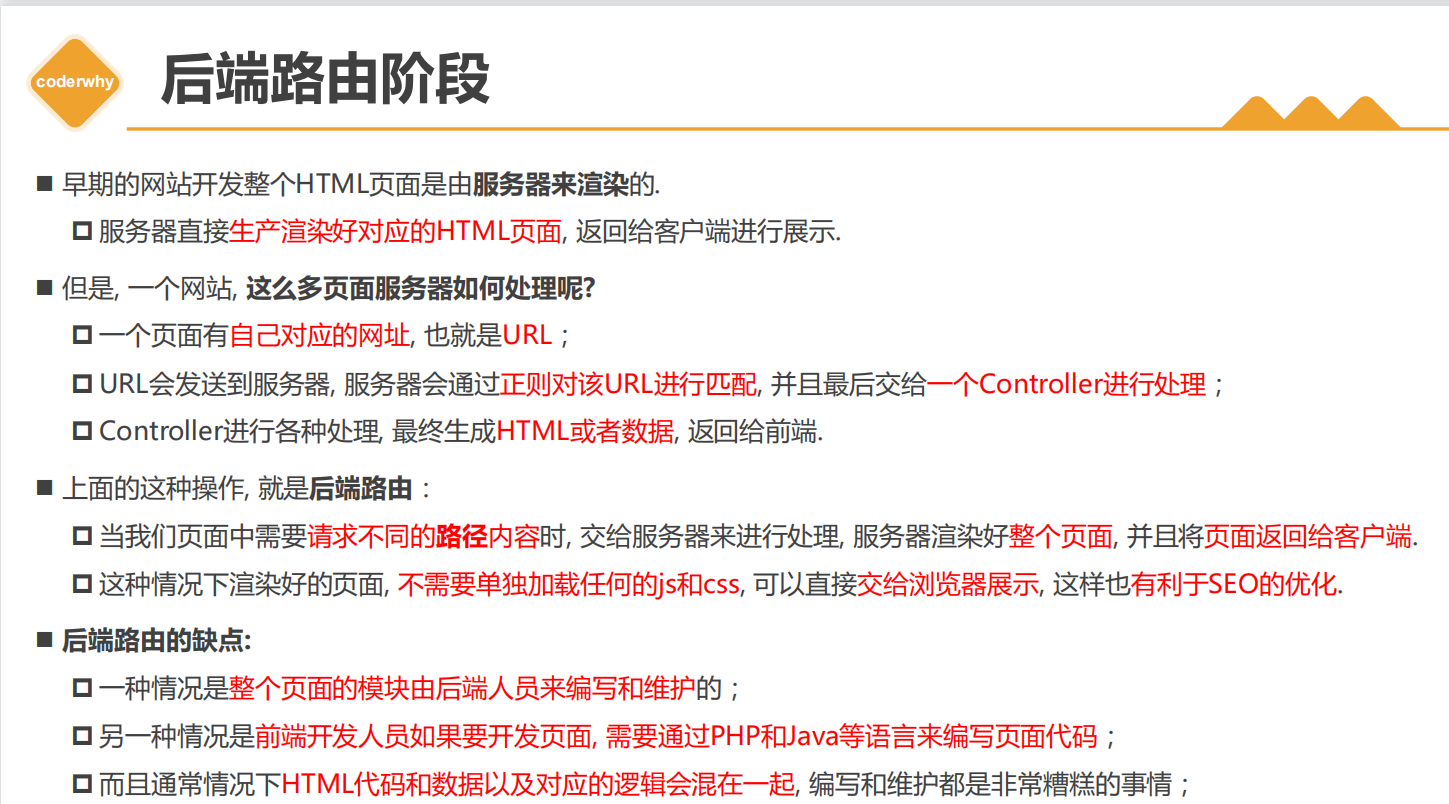 coderwhy
后端路由阶段
早期的网站开发整个HTML页面是由服务器来渲染的.
服务器直接生产渲染好对应的HTML页面, 返回给客户端进行展示.
但是, 一个网站, 这么多页面服务器如何处理呢?
一个页面有自己对应的网址, 也就是URL；
URL会发送到服务器, 服务器会通过正则对该URL进行匹配, 并且最后交给一个Controller进行处理；
Controller进行各种处理, 最终生成HTML或者数据, 返回给前端.
上面的这种操作, 就是后端路由：
当我们页面中需要请求不同的路径内容时, 交给服务器来进行处理, 服务器渲染好整个页面, 并且将页面返回给客户端.
这种情况下渲染好的页面, 不需要单独加载任何的js和css, 可以直接交给浏览器展示, 这样也有利于SEO的优化.
后端路由的缺点:
一种情况是整个页面的模块由后端人员来编写和维护的；
另一种情况是前端开发人员如果要开发页面, 需要通过PHP和Java等语言来编写页面代码；
而且通常情况下HTML代码和数据以及对应的逻辑会混在一起, 编写和维护都是非常糟糕的事情；